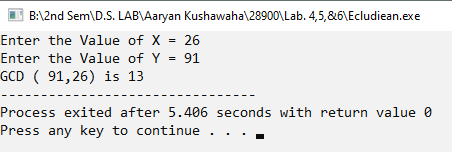 B:\2nd Sem\D.S. LAB\Aaryan Kushawaha\28900\Lab. 4,5,&6\Ecludiean.exe
Enter the Value of X = 26
Enter the Value of Y = 91
GCD ( 91,26) is 13
--------------------------------
Process exited after 5.406 seconds with return value 0
Press any key to continue . . .